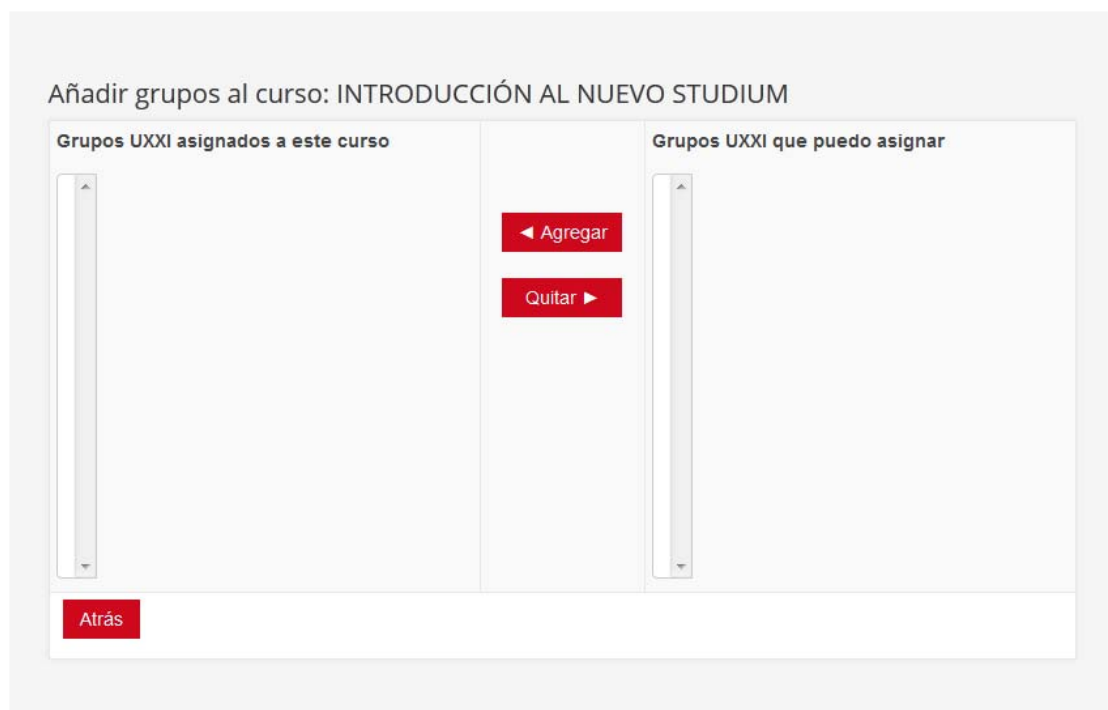 Añadir grupos al curso: INTRODUCCIÓN AL NUEVO STUDIUM
Grupos UXXI asignados a este curso
Grupos UXXI que puedo asignar
◄ Agregar
Quitar ►
Atrás